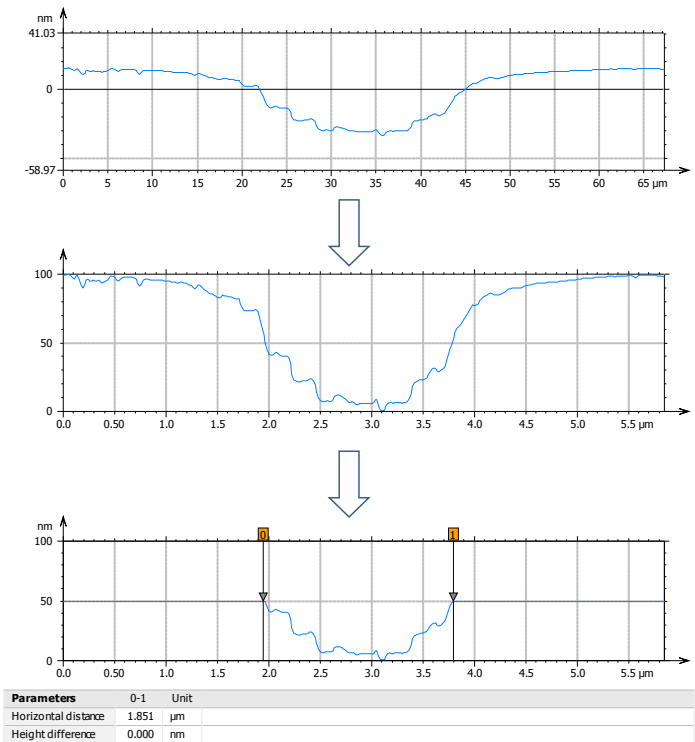 nm
41.03
0
-58.97
0 5 10 15 20 25 30 35 40 45 50 55 60 65 µm
100
50
0
0.0 0.50 1.0 1.5 2.0 2.5 3.0 3.5 4.0 4.5 5.0 5.5 µm
nm
0 1
100
50
0
0.0 0.50 1.0 1.5 2.0 2.5 3.0 3.5 4.0 4.5 5.0 5.5 µm
Parameters 0-1 Unit
Horizontal distance 1.851 µm
Height difference 0.000 nm